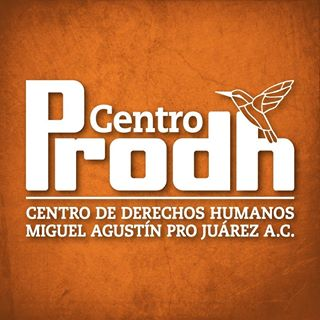 Centro
Prodh
CENTRO DE DERECHOS HUMANOS
MIGUEL AGUSTÍN PRO JUÁREZ A.C.